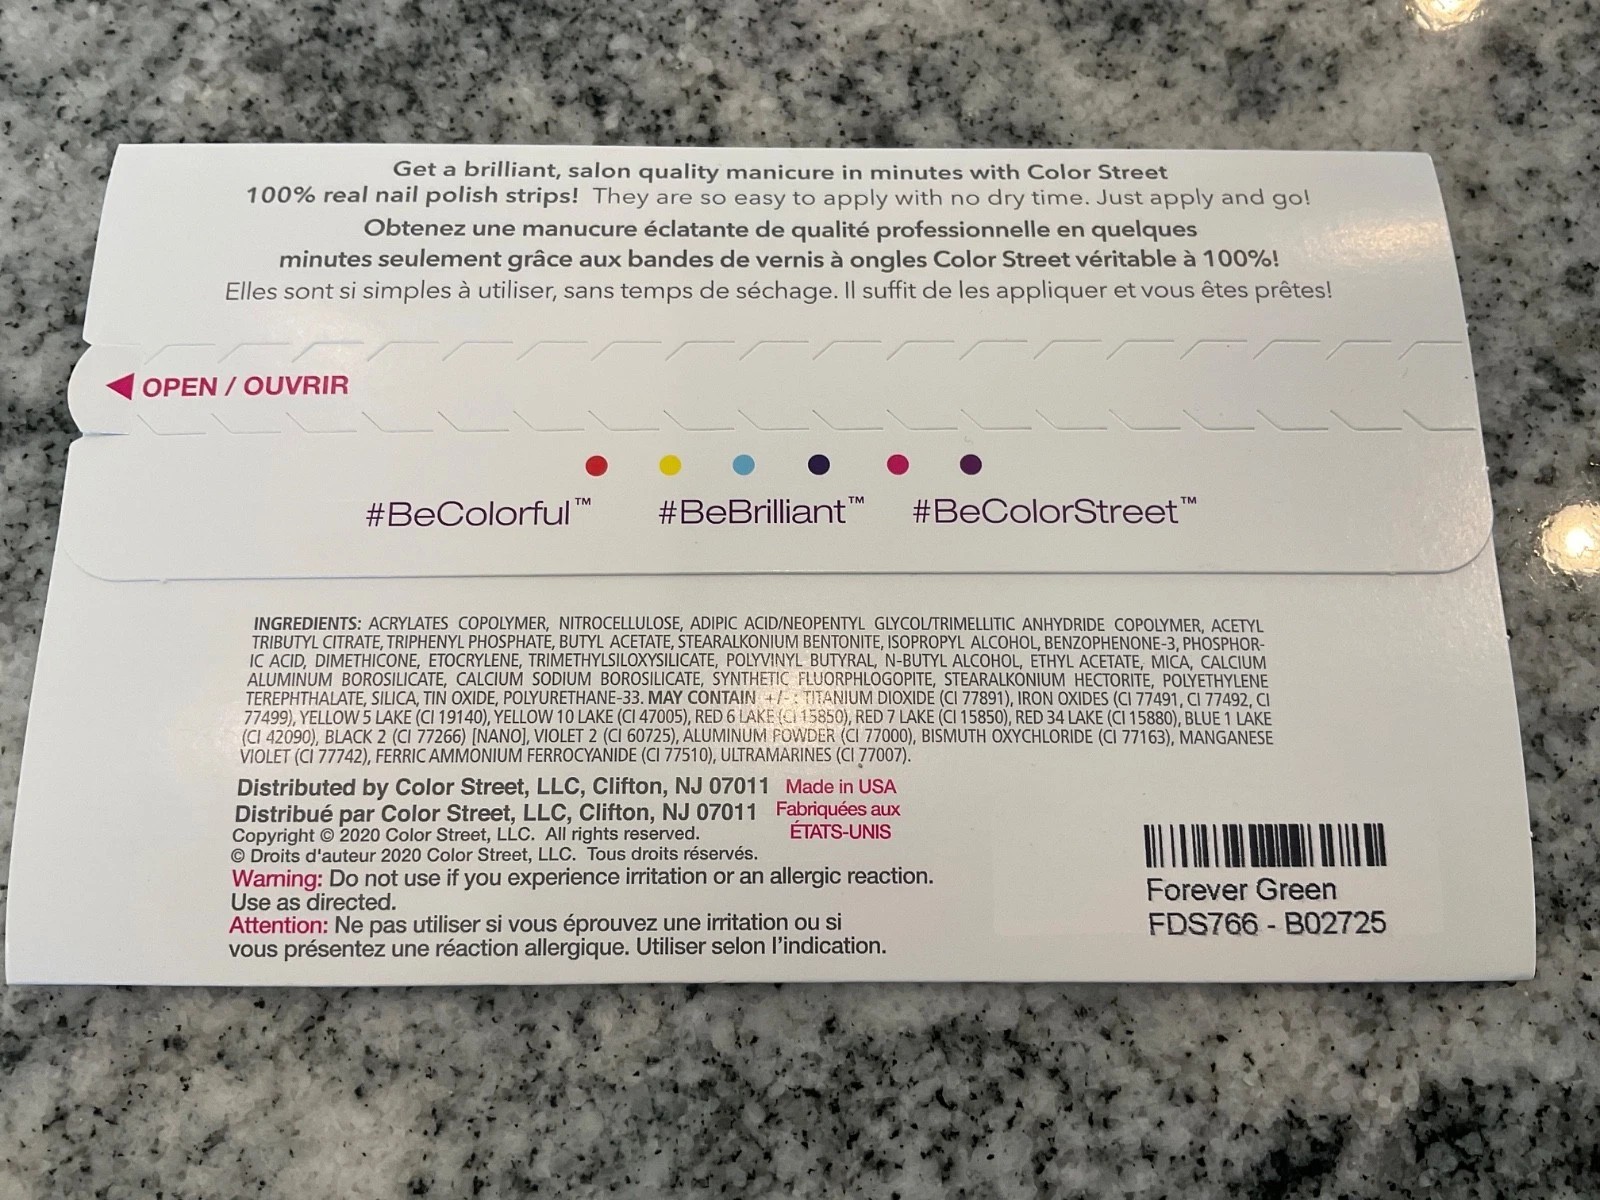 Get a brilliant, salon quality manicure in minutes with Color Street
100% real nail polish strips! They are so easy to apply with no dry time. Just apply and go!
Obtenez une manucure éclatante de qualité professionnelle en quelques
minutes seulement grâce aux bandes de vernis à ongles Color Street véritable à 100%!
Elles sont si simples à utiliser, sans temps de séchage. Il suffit de les appliquer et vous êtes prêtes!
OPEN / OUVRIR
#BeColorful™ #BeBrilliant™ #BeColorStreet™
INGREDIENTS: ACRYLATES COPOLYMER, NITROCELLULOSE, ADIPIC ACID/NEOPENTYL GLYCOL/TRIMELLITIC ANHYDRIDE COPOLYMER, ACETYL
TRIBUTYL CITRATE, TRIPHENYL PHOSPHATE, BUTYL ACETATE, STEARALKONIUM BENTONITE, ISOPROPYL ALCOHOL, BENZOPHENONE-3, PHOSPHOR-
IC ACID, DIMETHICONE, ETOCRYLENE, TRIMETHYLSILOXYSILICATE, POLYVINYL BUTYRAL, N-BUTYL ALCOHOL, ETHYL ACETATE, MICA, CALCIUM
ALUMINUM BOROSILICATE, CALCIUM SODIUM BOROSILICATE, SYNTHETIC FLUORPHLOGOPITE, STEARALKONIUM HECTORITE, POLYETHYLENE
TEREPHTHALATE, SILICA, TIN OXIDE, POLYURETHANE-33. MAY CONTAIN +/- : TITANIUM DIOXIDE (CI 77891), IRON OXIDES (CI 77491, CI 77492, CI
77499), YELLOW 5 LAKE (CI 19140), YELLOW 10 LAKE (CI 47005), RED 6 LAKE (CI 15850), RED 7 LAKE (CI 15850), RED 34 LAKE (CI 15880), BLUE 1 LAKE
(CI 42090), BLACK 2 (CI 77266) [NANO], VIOLET 2 (CI 60725), ALUMINUM POWDER (CI 77000), BISMUTH OXYCHLORIDE (CI 77163), MANGANESE
VIOLET (CI 77742), FERRIC AMMONIUM FERROCYANIDE (CI 77510), ULTRAMARINES (CI 77007).
Distributed by Color Street, LLC, Clifton, NJ 07011
Distribué par Color Street, LLC, Clifton, NJ 07011
Made in USA
Fabriquées aux
ÉTATS-UNIS
Copyright © 2020 Color Street, LLC. All rights reserved.
© Droits d'auteur 2020 Color Street, LLC. Tous droits réservés.
Warning: Do not use if you experience irritation or an allergic reaction.
Use as directed.
Attention: Ne pas utiliser si vous éprouvez une irritation ou si
vous présentez une réaction allergique. Utiliser selon l'indication.
Forever Green
FDS766 - B02725